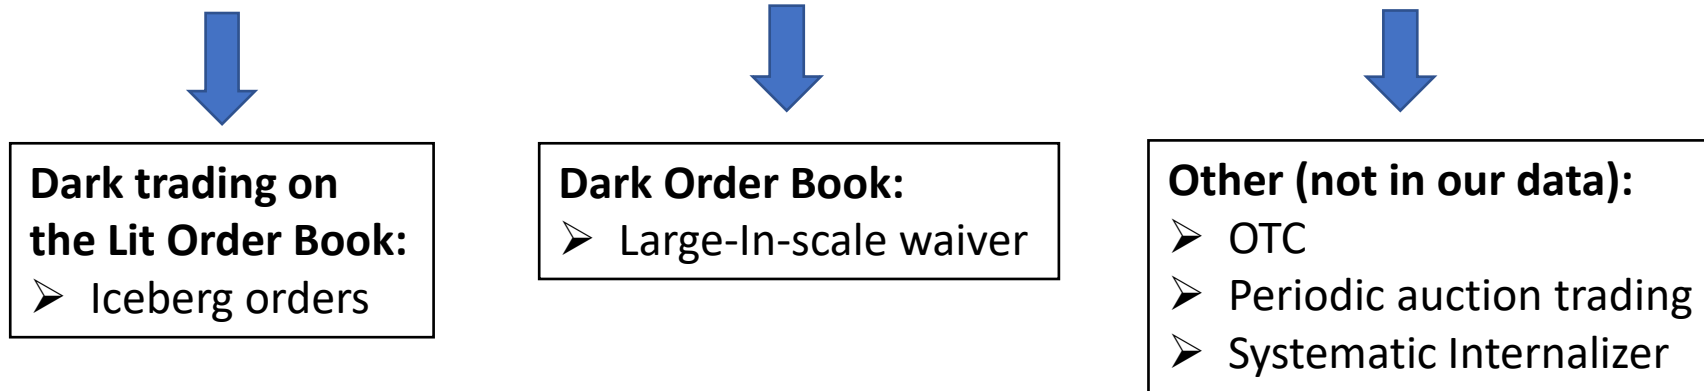 Dark trading on
the Lit Order Book:
➢ Iceberg orders
Dark Order Book:
➢ Large-In-scale waiver
Other (not in our data):
➢ OTC
➢ Periodic auction trading
➢ Systematic Internalizer